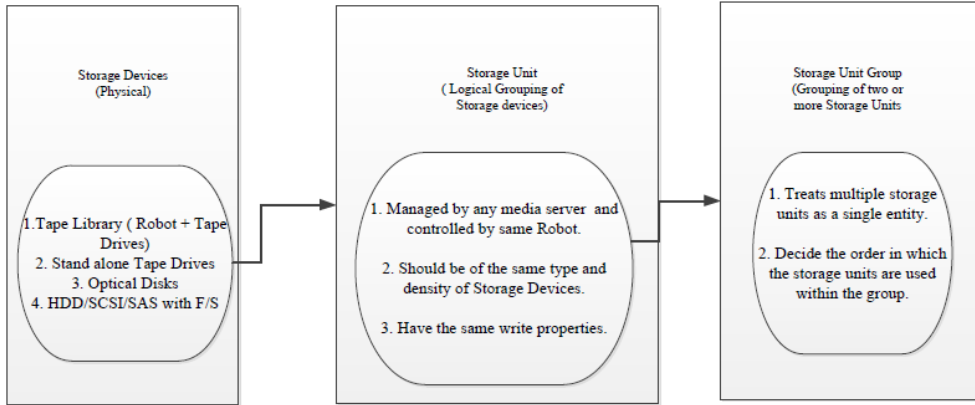 Storage Devices
(Physical)
1.Tape Library ( Robot + Tape
Drives)
2. Stand alone Tape Drives
3. Optical Disks
4. HDD/SCSI/SAS with F/S
Storage Unit
( Logical Grouping of
Storage devices)
1. Managed by any media server and
controlled by same Robot.
2. Should be of the same type and
density of Storage Devices.
3. Have the same write properties.
Storage Unit Group
(Grouping of two or
more Storage Units
1. Treats multiple storage
units as a single entity.
2. Decide the order in which
the storage units are used
within the group.